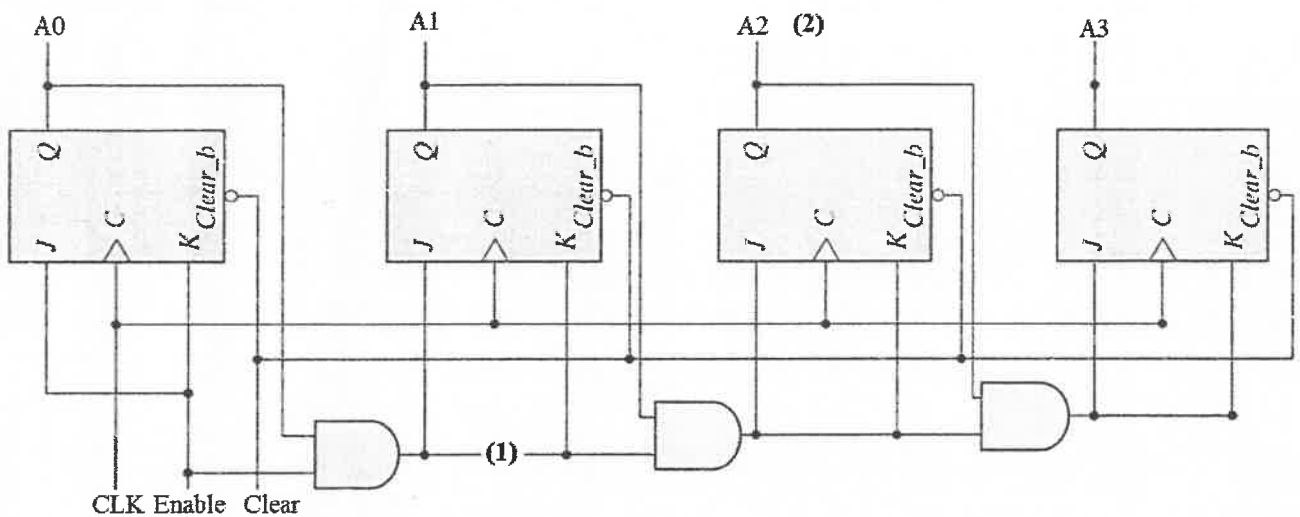 A0 A1 A2 (2) A3
Q Clear_b Q Clear_b Q Clear_b Q Clear_b
J C K J C K J C K J C K
(1)
CLK Enable Clear